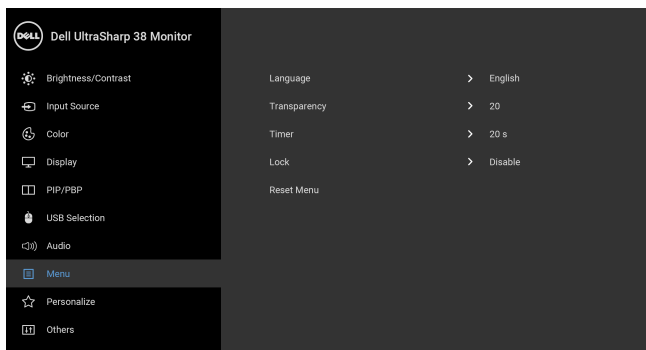 DELL Dell UltraSharp 38 Monitor
Brightness/Contrast Language > English
Input Source Transparency > 20
Color Timer > 20 s
Display Lock > Disable
PIP/PBP Reset Menu
USB Selection
Audio
Menu
Personalize
Others